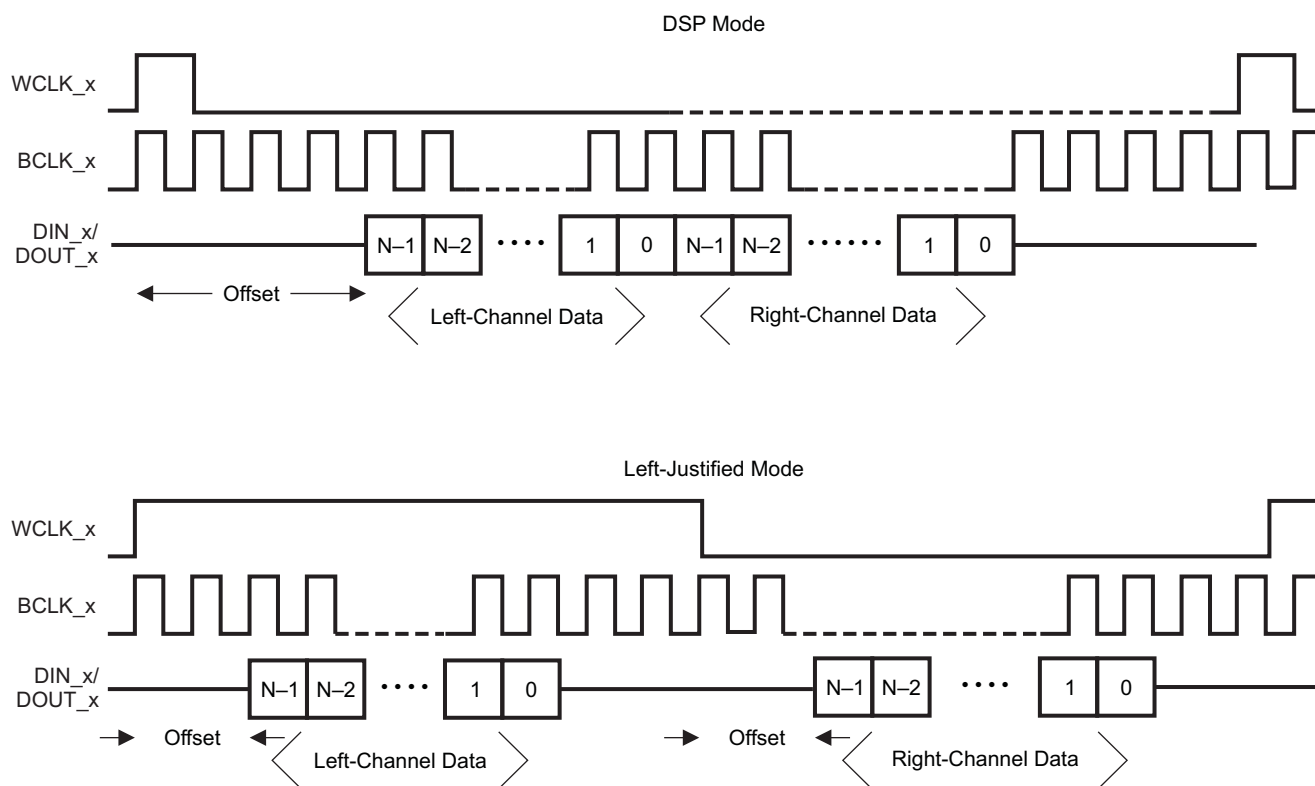 DSP Mode
WCLK_x
BCLK_x
DIN_x/
DOUT_x
N–1 N–2 •••• 1 0 N–1 N–2 •••••• 1 0
Offset
Left-Channel Data
Right-Channel Data
Left-Justified Mode
WCLK_x
BCLK_x
DIN_x/
DOUT_x
N–1 N–2 •••• 1 0 N–1 N–2 •••• 1 0
Offset
Offset
Left-Channel Data
Right-Channel Data